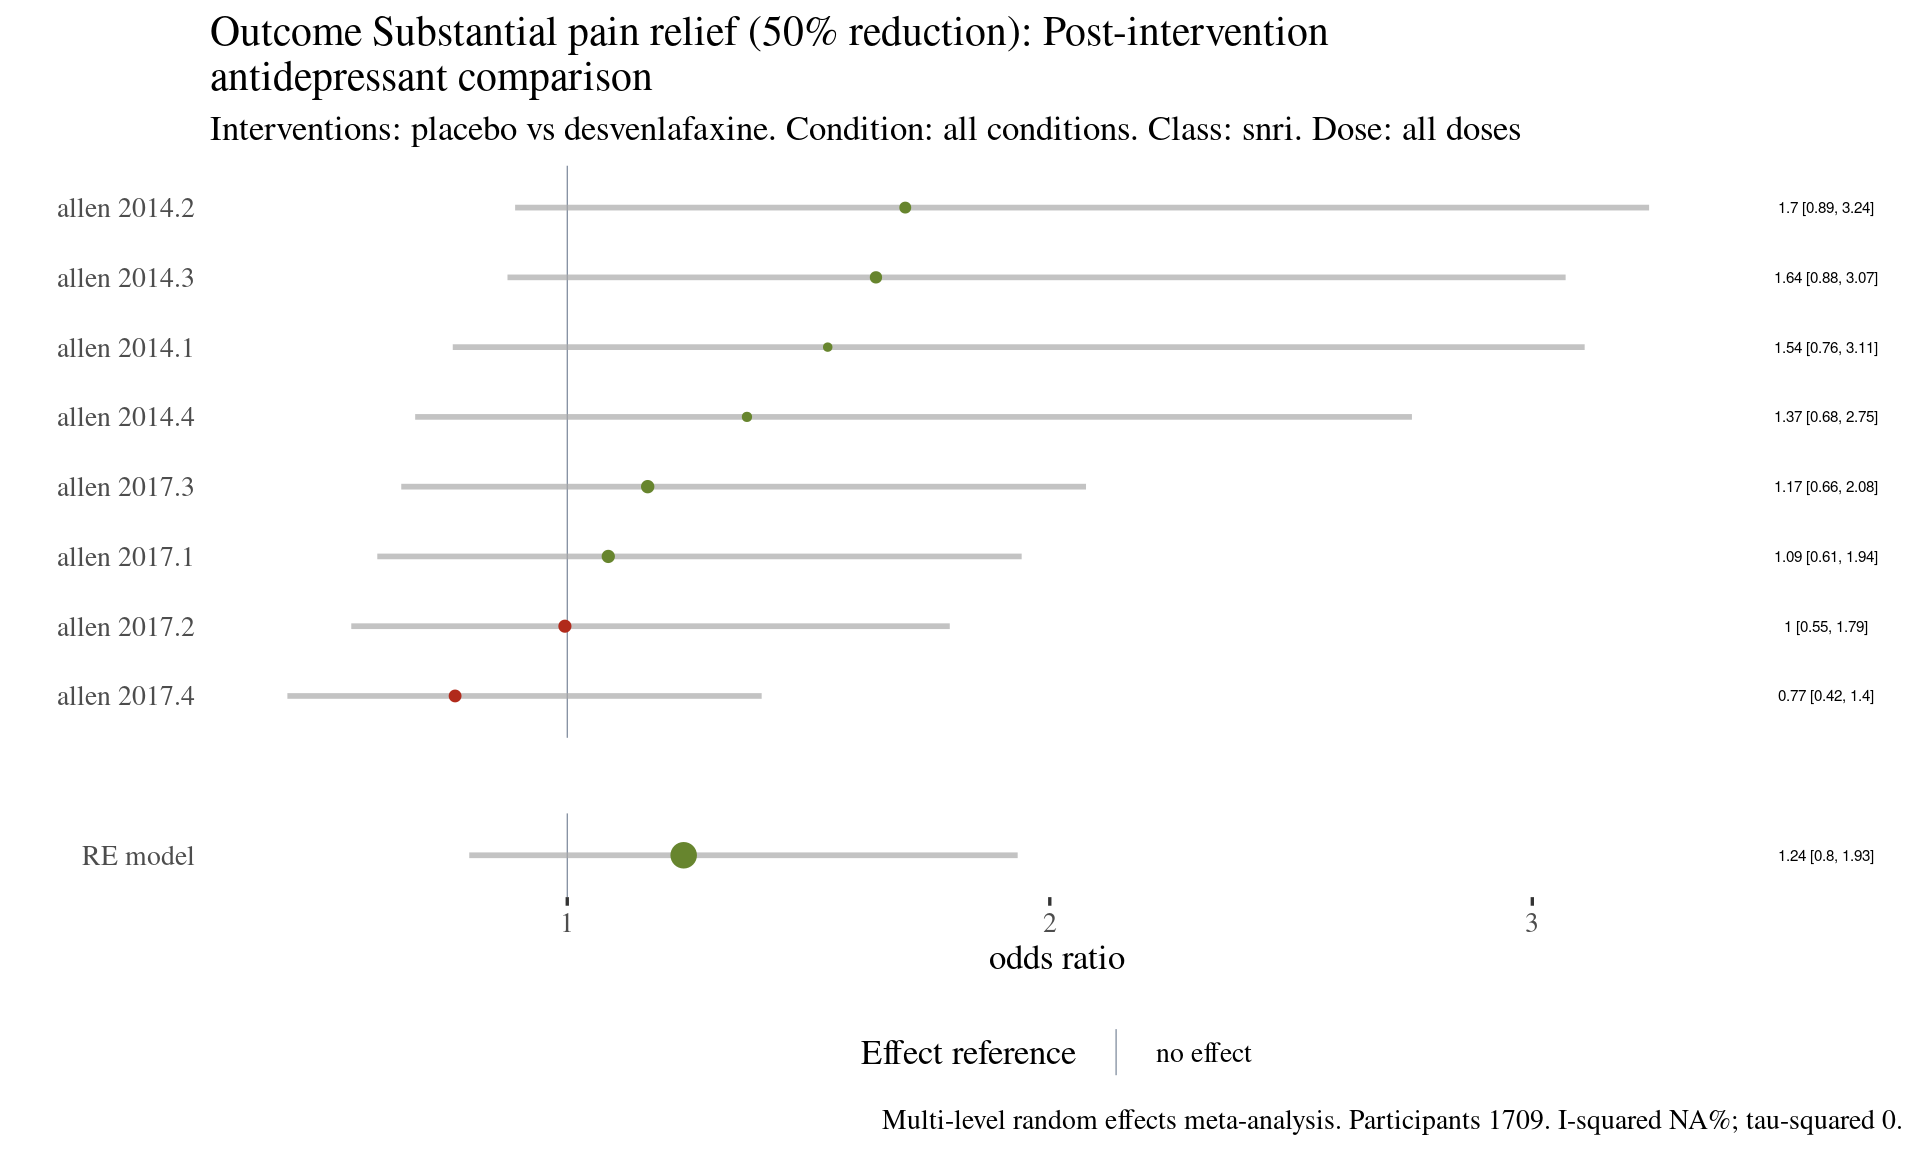 Outcome Substantial pain relief (50% reduction): Post-intervention
antidepressant comparison
Interventions: placebo vs desvenlafaxine. Condition: all conditions. Class: snri. Dose: all doses
allen 2014.2 1.7 [0.89, 3.24]
allen 2014.3 1.64 [0.88, 3.07]
allen 2014.1 1.54 [0.76, 3.11]
allen 2014.4 1.37 [0.68, 2.75]
allen 2017.3 1.17 [0.66, 2.08]
allen 2017.1 1.09 [0.61, 1.94]
allen 2017.2 1 [0.55, 1.79]
allen 2017.4 0.77 [0.42, 1.4]
RE model 1.24 [0.8, 1.93]
1 2 3
odds ratio
Effect reference no effect
Multi-level random effects meta-analysis. Participants 1709. I-squared NA%; tau-squared 0.